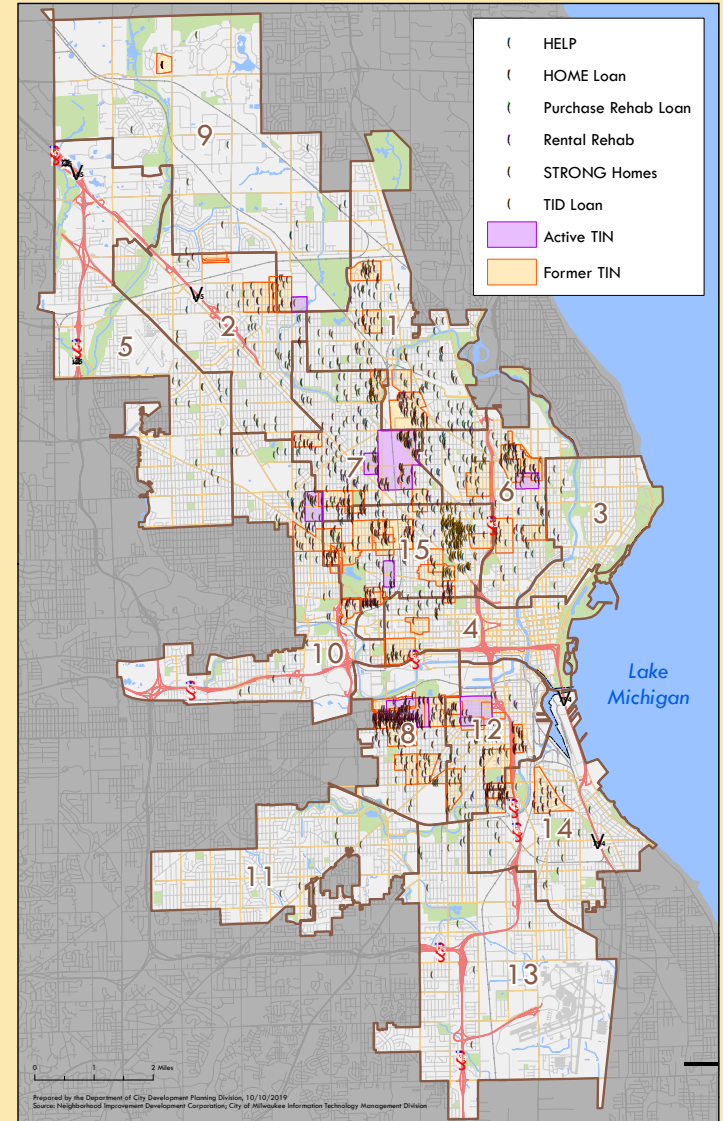 HELP
HOME Loan
Purchase Rehab Loan
Rental Rehab
STRONG Homes
TID Loan
Active TIN
Former TIN
9
2
1
5
7
6
3
15
4
10
Lake
Michigan
8
12
14
11
13
0 1 2 Miles
Prepared by the Department of City Development Planning Division, 10/10/2019
Source: Neighborhood Improvement Development Corporation; City of Milwaukee Information Technology Management Division